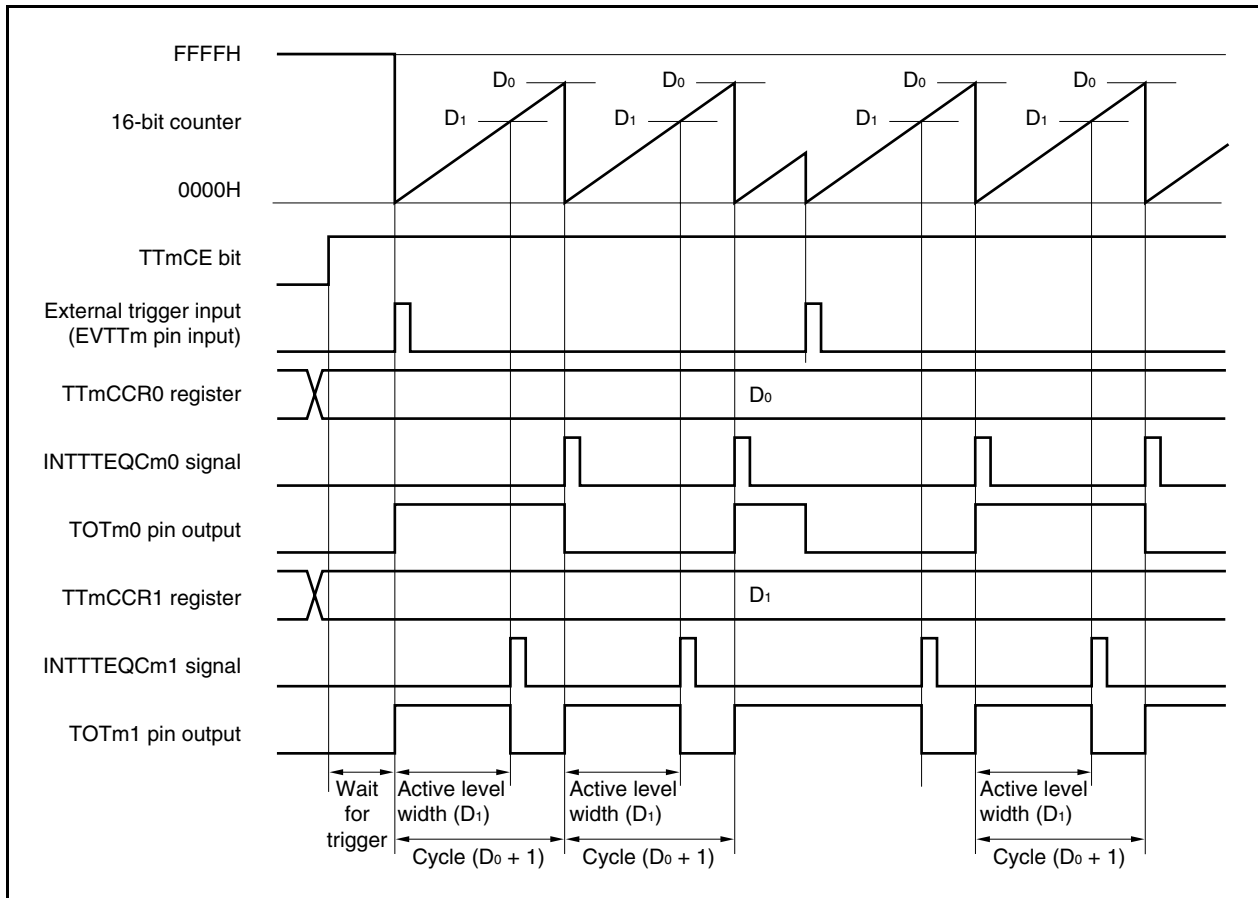 FFFFH
D₀
D₀
D₀
D₀
16-bit counter
D₁
D₁
D₁
D₁
0000H
TTmCE bit
External trigger input
(EVTTm pin input)
TTmCCR0 register
D₀
INTTTEQCm0 signal
TOTm0 pin output
TTmCCR1 register
D₁
INTTTEQCm1 signal
TOTm1 pin output
Wait
for
trigger
Active level
width (D₁)
Active level
width (D₁)
Active level
width (D₁)
Cycle (D₀ + 1)
Cycle (D₀ + 1)
Cycle (D₀ + 1)